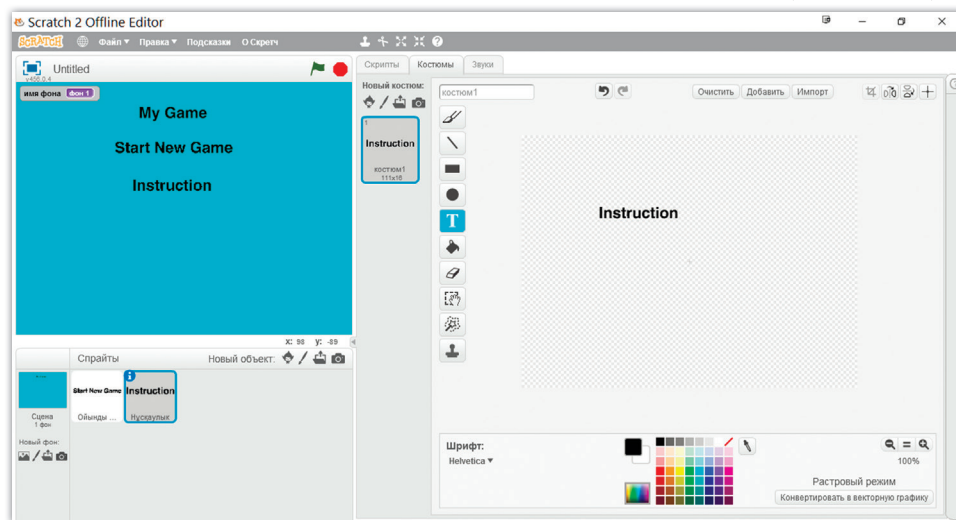 Scratch 2 Offline Editor
SCRATCH Файл Правка Подсказки О Скретч
Untitled
v456.0.4
имя фона фон 1
My Game
Start New Game
Instruction
X: 98 y: -89
Спрайты Новый объект:
Сцена
1 фон
Новый фон:
Start New Game
Ойынды ...
Instruction
Нұсқаулық
Скрипты Костюмы Звуки
Новый костюм:
1
Instruction
костюм1
111x18
костюм1
Очистить Добавить Импорт
T
Instruction
Шрифт:
Helvetica
100%
Растровый режим
Конвертировать в векторную графику